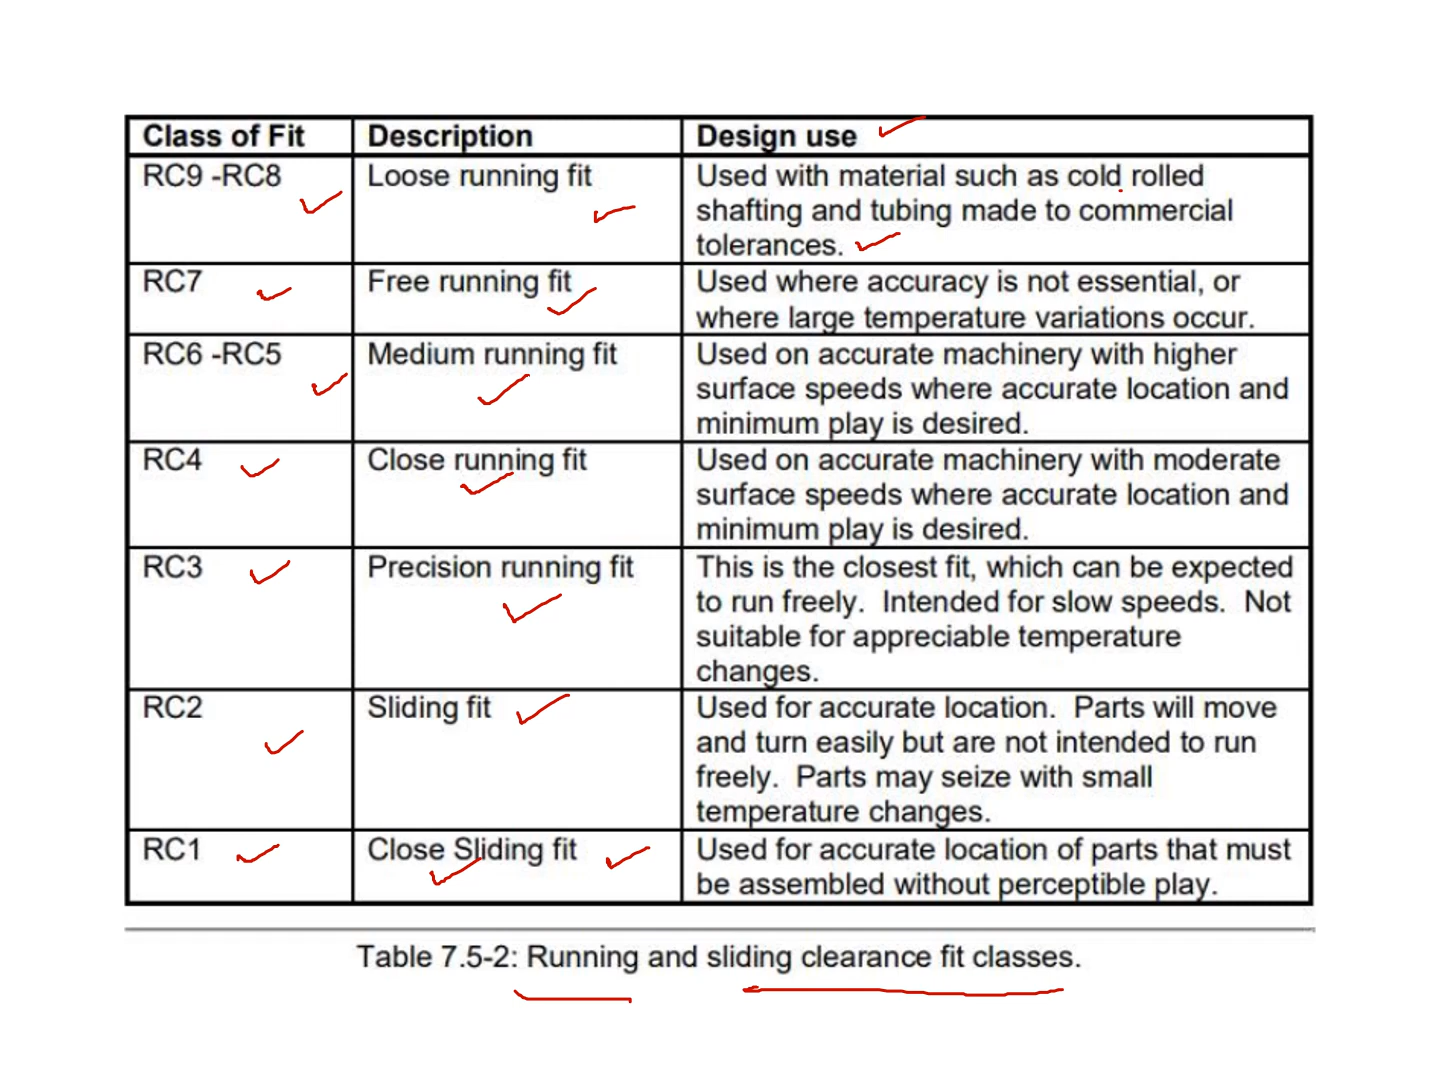 Class of Fit Description Design use
RC9 -RC8 Loose running fit Used with material such as cold rolled
shafting and tubing made to commercial
tolerances.
RC7 Free running fit Used where accuracy is not essential, or
where large temperature variations occur.
RC6 -RC5 Medium running fit Used on accurate machinery with higher
surface speeds where accurate location and
minimum play is desired.
RC4 Close running fit Used on accurate machinery with moderate
surface speeds where accurate location and
minimum play is desired.
RC3 Precision running fit This is the closest fit, which can be expected
to run freely. Intended for slow speeds. Not
suitable for appreciable temperature
changes.
RC2 Sliding fit Used for accurate location. Parts will move
and turn easily but are not intended to run
freely. Parts may seize with small
temperature changes.
RC1 Close Sliding fit Used for accurate location of parts that must
be assembled without perceptible play.
Table 7.5-2: Running and sliding clearance fit classes.